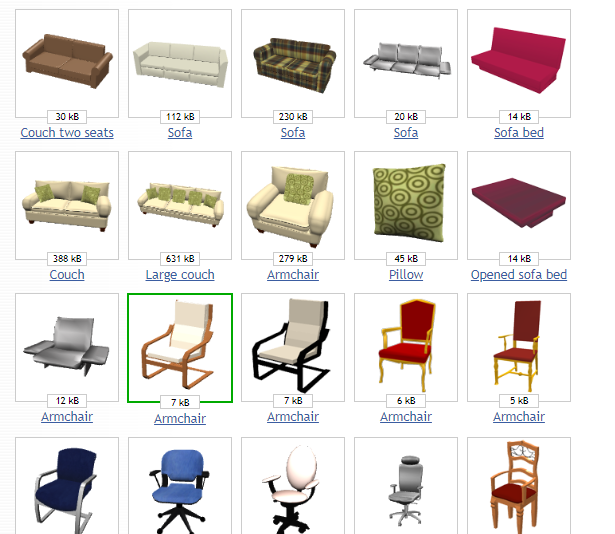 30 kB
112 kB
230 kB
20 kB
14 kB
Couch two seats
Sofa
Sofa
Sofa
Sofa bed
388 kB
631 kB
279 kB
45 kB
14 kB
Couch
Large couch
Armchair
Pillow
Opened sofa bed
12 kB
7 kB
7 kB
6 kB
5 kB
Armchair
Armchair
Armchair
Armchair
Armchair